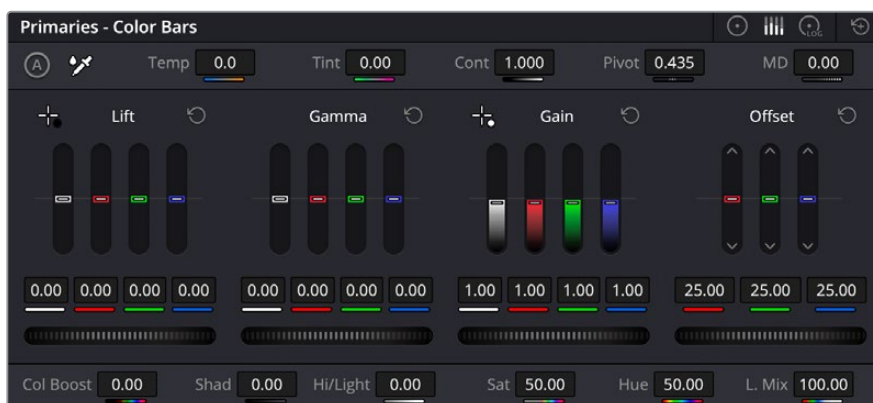 Primaries - Color Bars
LOG
A Temp 0.0 Tint 0.00 Cont 1.000 Pivot 0.435 MD 0.00
Lift Gamma Gain Offset
0.00 0.00 0.00 0.00 0.00 0.00 0.00 0.00 1.00 1.00 1.00 1.00 25.00 25.00 25.00
Col Boost 0.00 Shad 0.00 Hi/Light 0.00 Sat 50.00 Hue 50.00 L. Mix 100.00